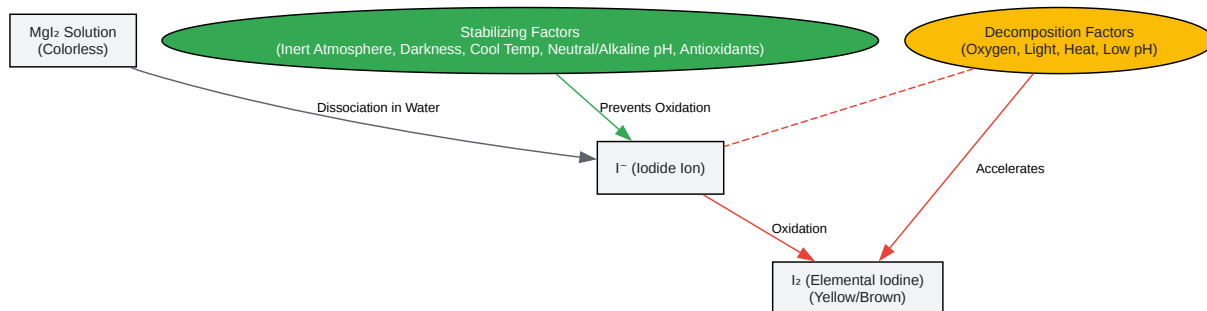 MgI₂ Solution
(Colorless)
Stabilizing Factors
(Inert Atmosphere, Darkness, Cool Temp, Neutral/Alkaline pH, Antioxidants)
Decomposition Factors
(Oxygen, Light, Heat, Low pH)
Dissociation in Water
Prevents Oxidation
I⁻ (Iodide Ion)
Accelerates
Oxidation
I₂ (Elemental Iodine)
(Yellow/Brown)